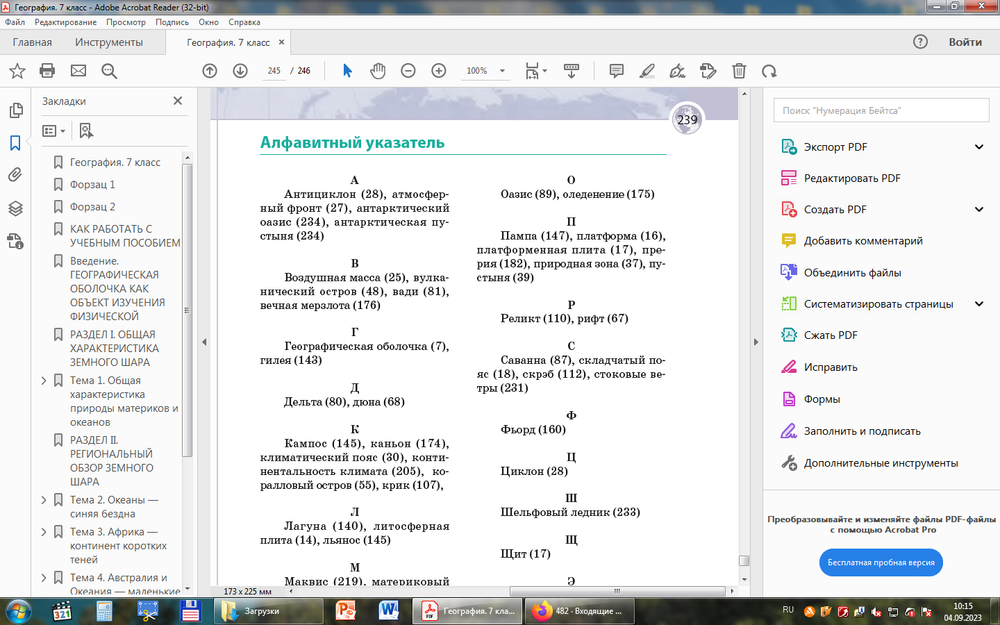 География. 7 класс - Adobe Acrobat Reader (32-bit)
Файл Редактирование Просмотр Подпись Окно Справка
Главная Инструменты География. 7 класс × Войти
245 / 246 100%
Закладки
География. 7 класс
Форзац 1
Форзац 2
КАК РАБОТАТЬ С
УЧЕБНЫМ ПОСОБИЕМ
Введение.
ГЕОГРАФИЧЕСКАЯ
ОБОЛОЧКА КАК
ОБЪЕКТ ИЗУЧЕНИЯ
ФИЗИЧЕСКОЙ
РАЗДЕЛ I. ОБЩАЯ
ХАРАКТЕРИСТИКА
ЗЕМНОГО ШАРА
Тема 1. Общая
характеристика
природы материков и
океанов
РАЗДЕЛ II.
РЕГИОНАЛЬНЫЙ
ОБЗОР ЗЕМНОГО
ШАРА
Тема 2. Океаны —
синяя бездна
Тема 3. Африка —
континент коротких
теней
Тема 4. Австралия и
Океания — маленькие
239
Алфавитный указатель
А
Антициклон (28), атмосфер-
ный фронт (27), антарктический
оазис (234), антарктическая пу-
стыня (234)
В
Воздушная масса (25), вулка-
нический остров (48), вади (81),
вечная мерзлота (176)
Г
Географическая оболочка (7),
гилея (143)
Д
Дельта (80), дюна (68)
К
Кампос (145), каньон (174),
климатический пояс (30), конти-
нентальность климата (205), ко-
ралловый остров (55), крик (107),
Л
Лагуна (140), литосферная
плита (14), льянос (145)
М
Маквис (219), материковый
О
Оазис (89), оледенение (175)
П
Пампа (147), платформа (16),
платформенная плита (17), пре-
рия (182), природная зона (37), пу-
стыня (39)
Р
Реликт (110), рифт (67)
С
Саванна (87), складчатый по-
яс (18), скрэб (112), стоковые ве-
тры (231)
Ф
Фьорд (160)
Ц
Циклон (28)
Ш
Шельфовый ледник (233)
Щ
Щит (17)
Э
173 x 225 мм
Поиск "Нумерация Бейтса"
Экспорт PDF
Редактировать PDF
Создать PDF
Добавить комментарий
Объединить файлы
Систематизировать страницы
Сжать PDF
Исправить
Формы
Заполнить и подписать
Дополнительные инструменты
Преобразовывайте и изменяйте файлы PDF-файлы
с помощью Acrobat Pro
Бесплатная пробная версия
321
Загрузки
География. 7 кла...
482 · Входящие ...
RU
10:15
04.09.2023